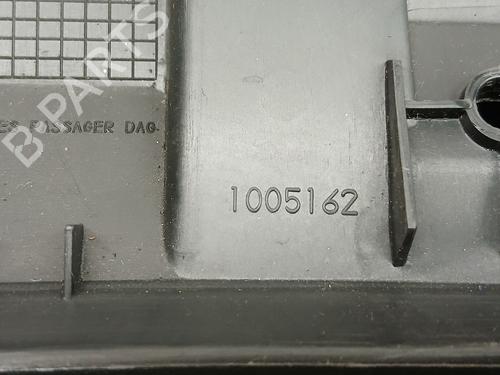 B PARTS
ES PASSAGER DAG
1005162